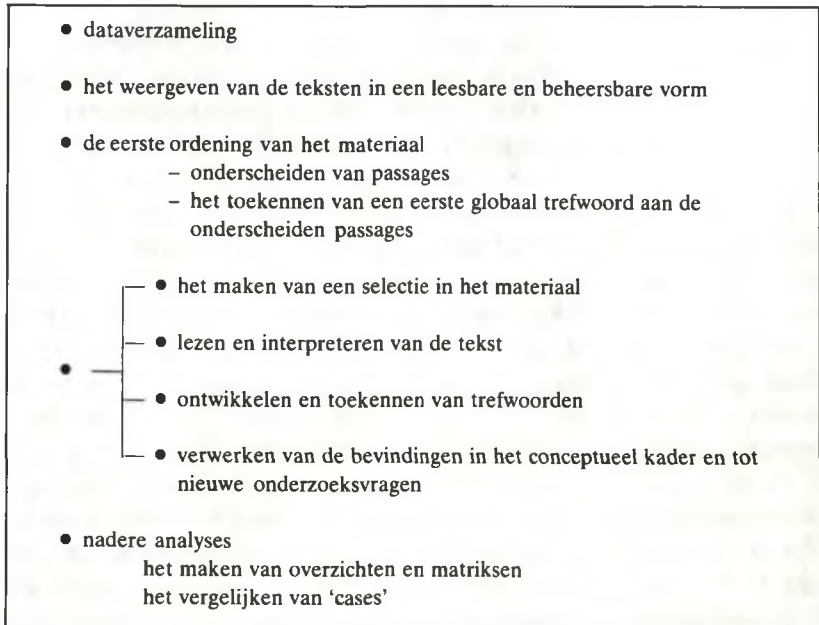 ● dataverzameling
● het weergeven van de teksten in een leesbare en beheersbare vorm
● de eerste ordening van het materiaal
– onderscheiden van passages
– het toekennen van een eerste globaal trefwoord aan de
onderscheiden passages
● het maken van een selectie in het materiaal
● lezen en interpreteren van de tekst
●
● ontwikkelen en toekennen van trefwoorden
● verwerken van de bevindingen in het conceptueel kader en tot
nieuwe onderzoeksvragen
● nadere analyses
het maken van overzichten en matriksen
het vergelijken van ‘cases’